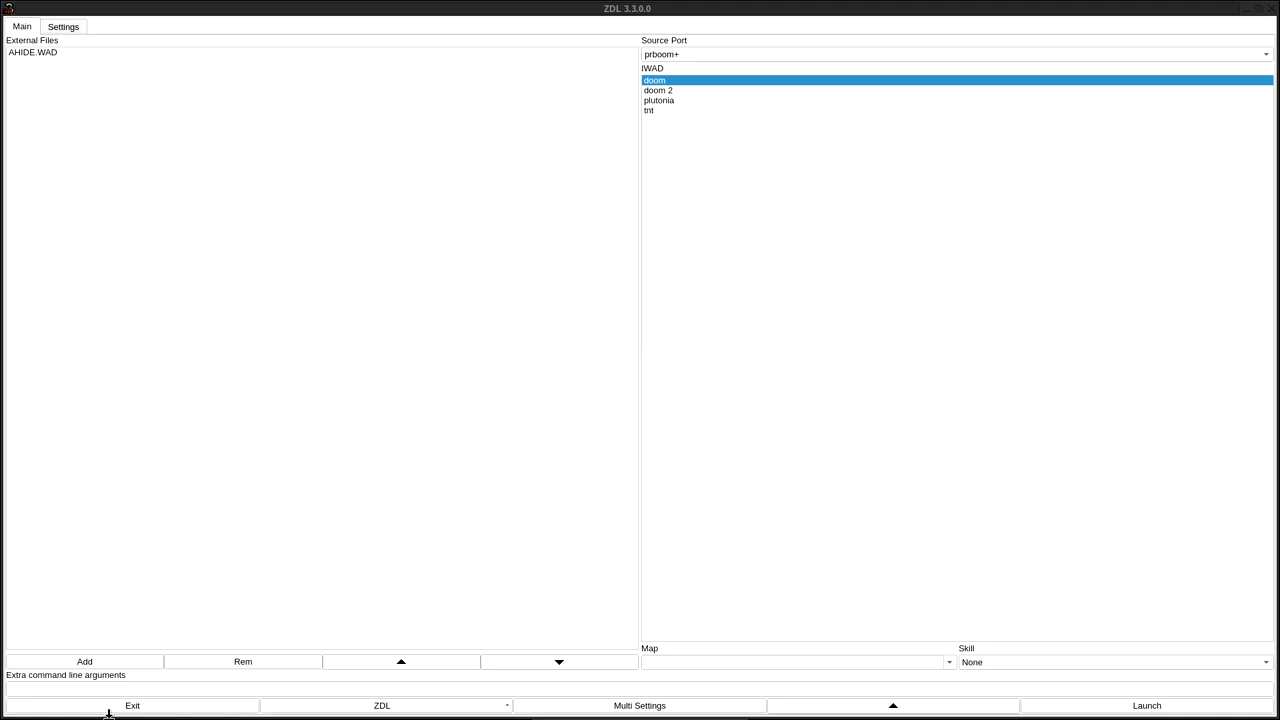 ZDL 3.3.0.0
Main
Settings
External Files
AHIDE.WAD
Source Port
prboom+
IWAD
doom
doom 2
plutonia
tnt
Map
Skill
None
Add
Rem
Extra command line arguments
Exit
ZDL
Multi Settings
Launch